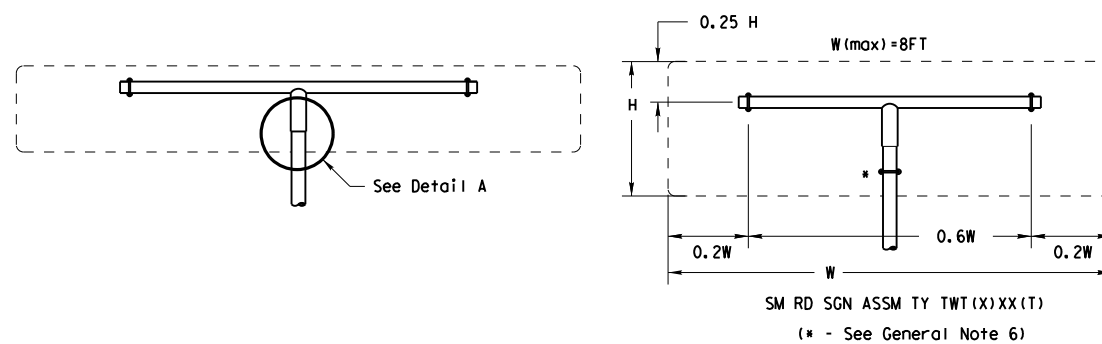 See Detail A
0.25 H
W(max)=8FT
H
*
0.2W
0.6W
0.2W
W
SM RD SGN ASSM TY TWT(X)XX(T)
(* - See General Note 6)